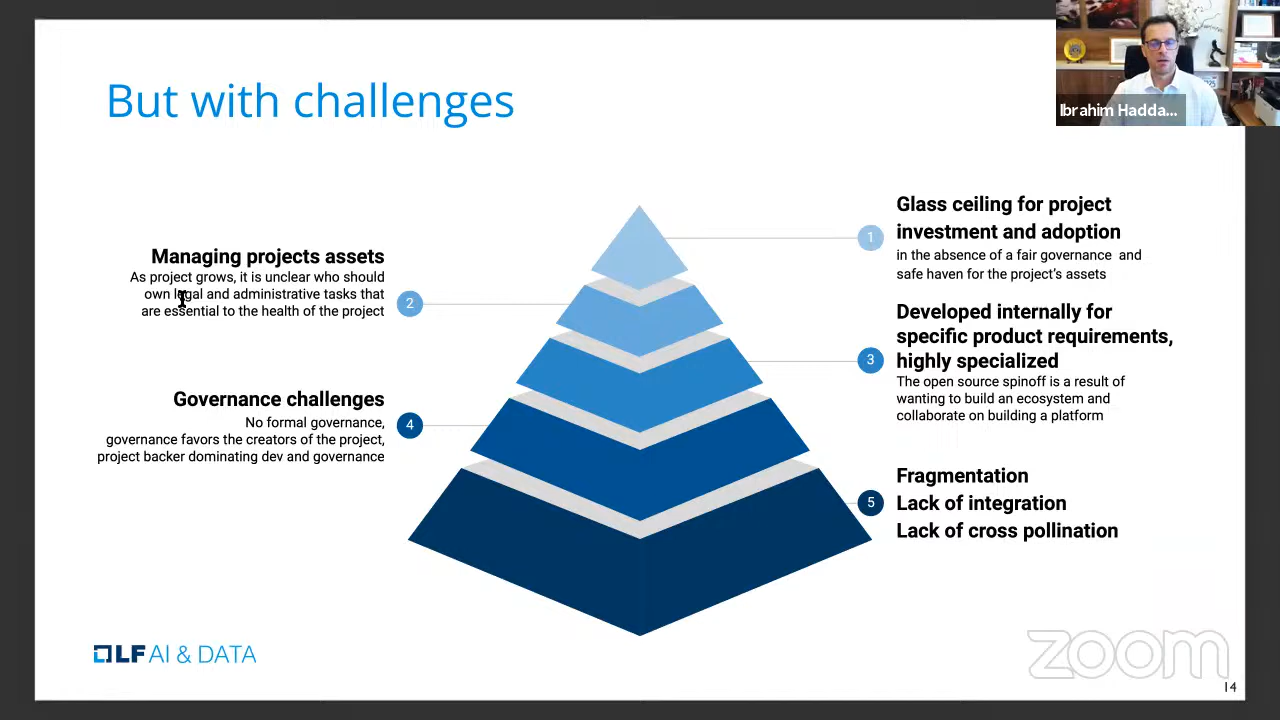 But with challenges
Ibrahim Hadda...
1
Glass ceiling for project
investment and adoption
in the absence of a fair governance and
safe haven for the project's assets
Managing projects assets
As project grows, it is unclear who should
own legal and administrative tasks that
are essential to the health of the project
2
3
Developed internally for
specific product requirements,
highly specialized
The open source spinoff is a result of
wanting to build an ecosystem and
collaborate on building a platform
Governance challenges
No formal governance,
governance favors the creators of the project,
project backer dominating dev and governance
4
5
Fragmentation
Lack of integration
Lack of cross pollination
LF AI & DATA
zoom
14